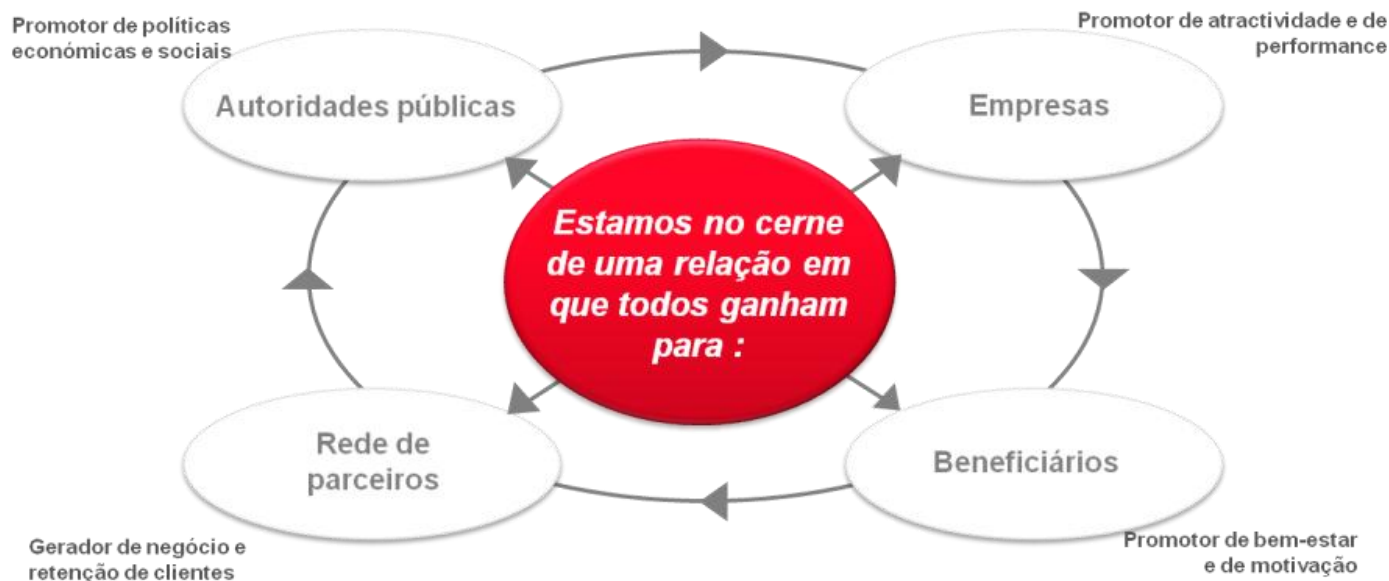 Promotor de políticas
económicas e sociais
Promotor de atractividade e de
performance
Autoridades públicas
Empresas
Estamos no cerne
de uma relação em
que todos ganham
para :
Rede de
parceiros
Beneficiários
Gerador de negócio e
retenção de clientes
Promotor de bem-estar
e de motivação